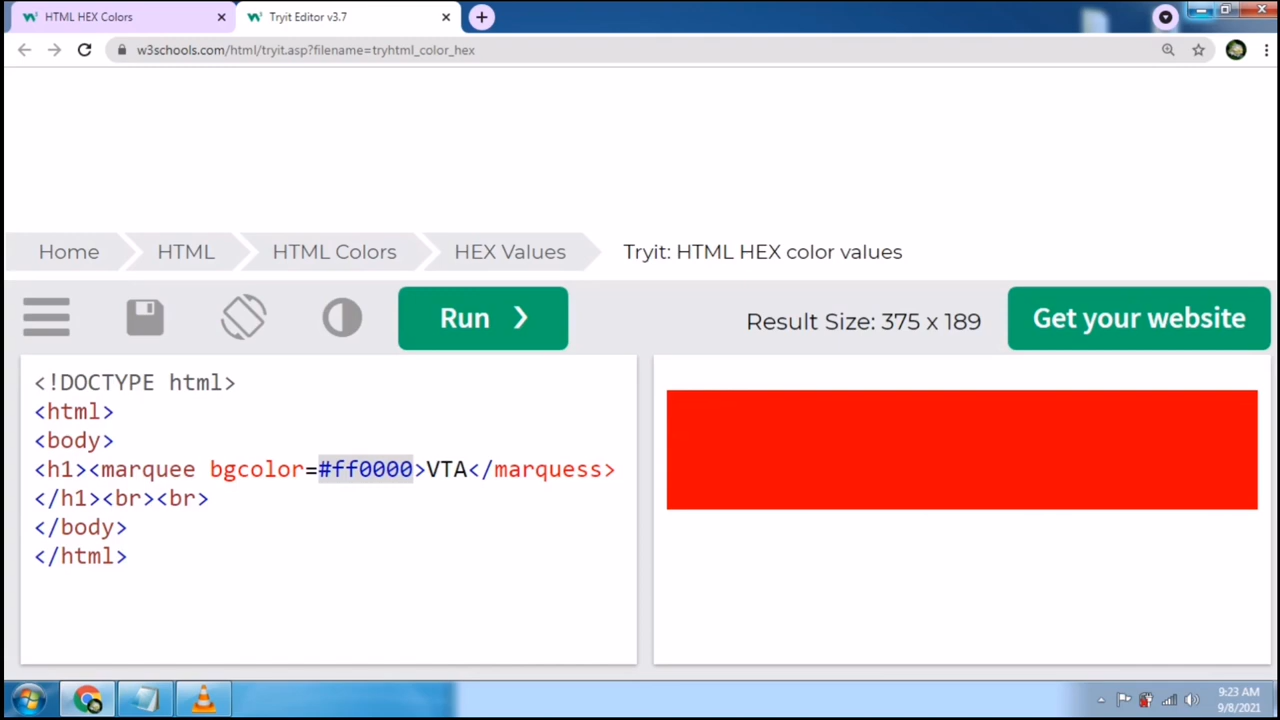 HTML HEX Colors
Tryit Editor v3.7
w3schools.com/html/tryit.asp?filename=tryhtml_color_hex
Home HTML HTML Colors HEX Values Tryit: HTML HEX color values
Run ❯ Result Size: 375 x 189 Get your website
<!DOCTYPE html>
<html>
<body>
<h1><marquee bgcolor=#ff0000>VTA</marquess>
</h1><br><br>
</body>
</html>
9:23 AM
9/8/2021